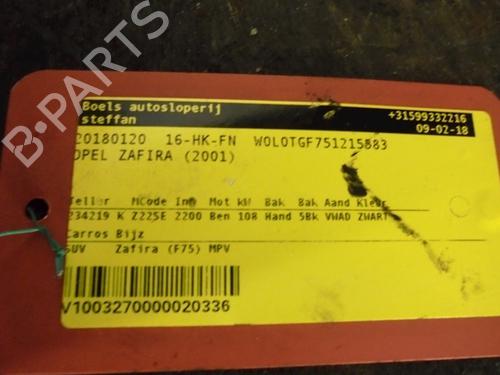 B-PARTS
Boels autosloperij
steffan
+31599332216
09-02-18
20180120 16-HK-FN WOL0TGF751215883
OPEL ZAFIRA (2001)
Teller MCode Inh Mot kW Bak Bak Aand Kleur
234219 K Z22SE 2200 Ben 108 Hand 5Bk VWAD ZWART
Carros Bijz
SUV Zafira (F75) MPV
V1003270000020336